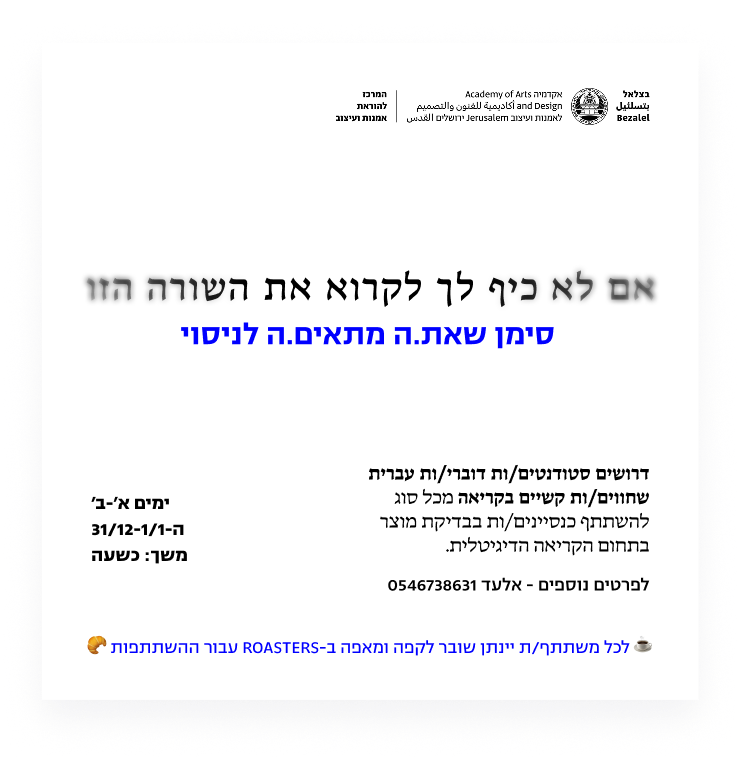 בצלאל
بتسلئيل
Bezalel
אקדמיה Academy of Arts
and Design أكاديمية للفنون والتصميم
לאמנות ועיצוב Jerusalem ירושלים القدس
המרכז
להוראת
אמנות ועיצוב
אם לא כיף לך לקרוא את השורה הזו
סימן שאת.ה מתאים.ה לניסוי
דרושים סטודנטים/ות דוברי/ות עברית
שחווים/ות קשיים בקריאה מכל סוג
להשתתף כנסיינים/ות בבדיקת מוצר
בתחום הקריאה הדיגיטלית.
לפרטים נוספים - אלעד 0546738631
ימים א׳-ב׳
ה-31/12-1/1
משך: כשעה
☕ לכל משתתף/ת יינתן שובר לקפה ומאפה ב-ROASTERS עבור ההשתתפות 🥐